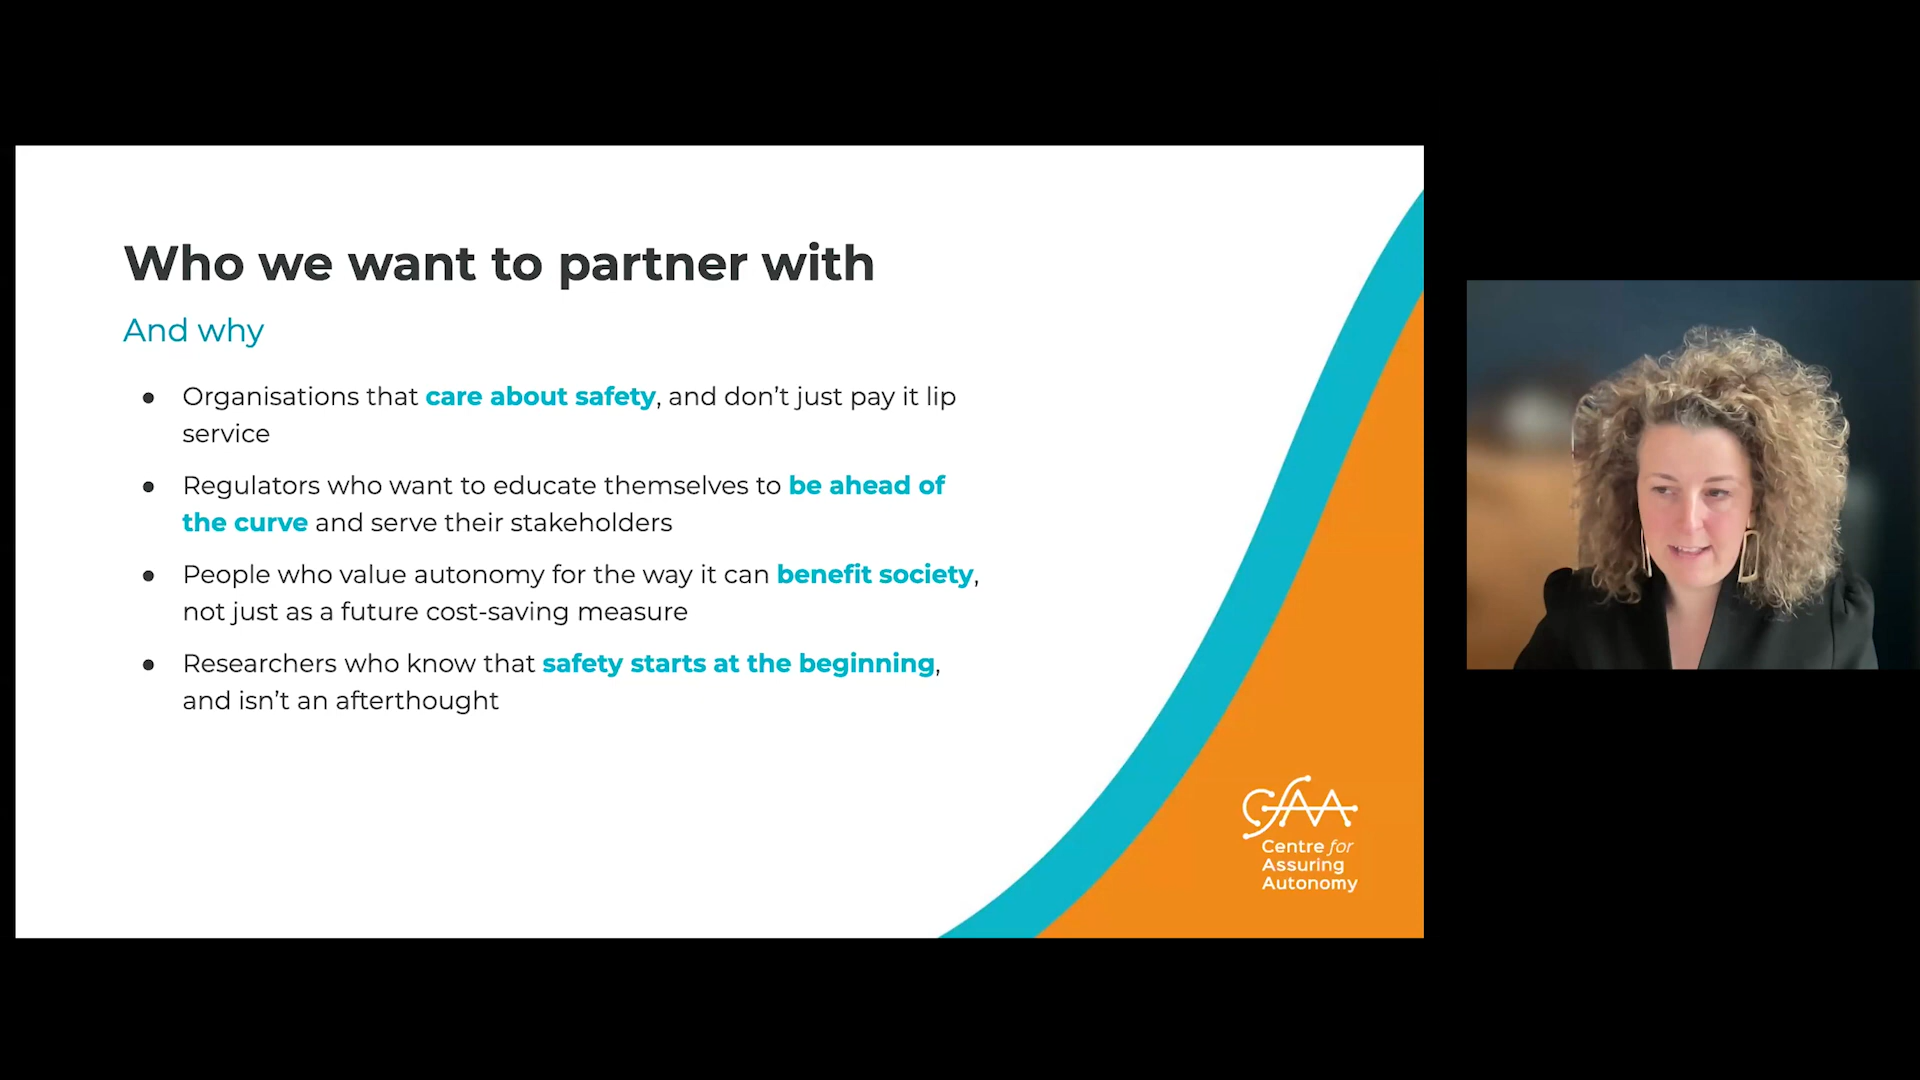 Who we want to partner with
And why
● Organisations that care about safety, and don’t just pay it lip
service
● Regulators who want to educate themselves to be ahead of
the curve and serve their stakeholders
● People who value autonomy for the way it can benefit society,
not just as a future cost-saving measure
● Researchers who know that safety starts at the beginning,
and isn’t an afterthought
CfAA
Centre for
Assuring
Autonomy